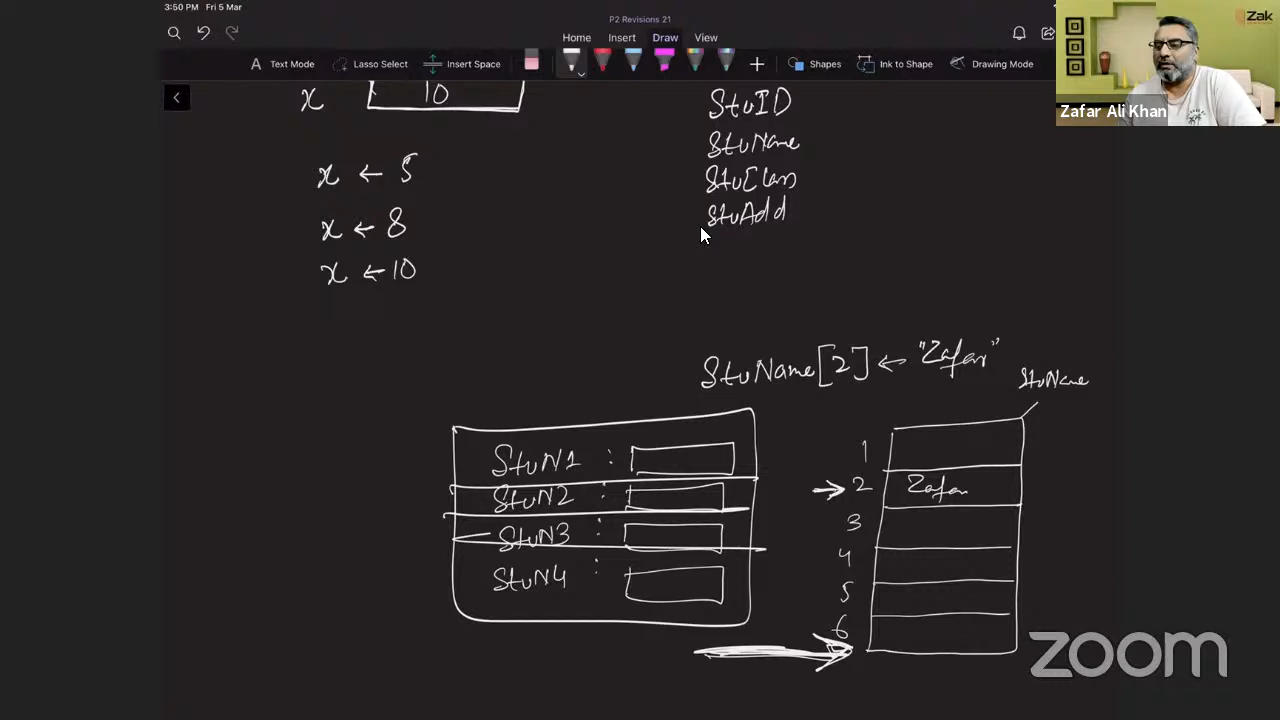 3:50 PM Fri 5 Mar
P2 Revisions 21
Home Insert Draw View
Text Mode Lasso Select Insert Space Shapes Ink to Shape Drawing Mode
Zak
Zafar Ali Khan
x 10
x ← 5
x ← 8
x ← 10
StuID
StuName
StuClass
StuAdd
StuName[2] ← "Zafar"
StuName
StuN1 :
StuN2 :
StuN3 :
StuN4 :
1
2 Zafar
3
4
5
6
zoom